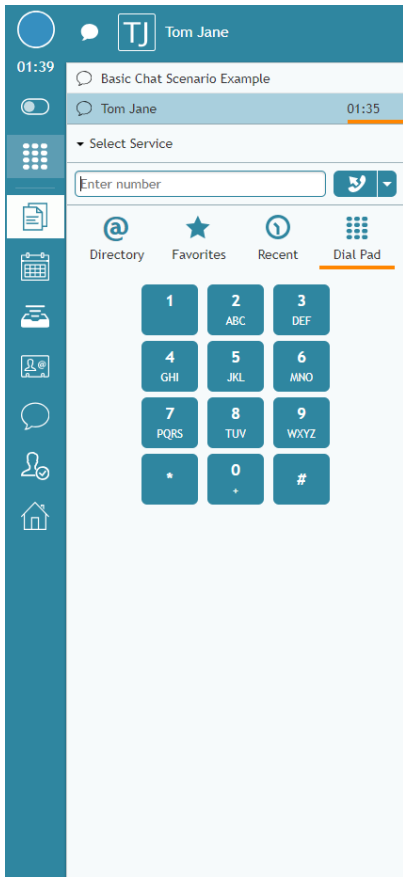 TJ Tom Jane
01:39
Basic Chat Scenario Example
Tom Jane 01:35
Select Service
Enter number
Directory Favorites Recent Dial Pad
1 2 3
ABC DEF
4 5 6
GHI JKL MNO
7 8 9
PQRS TUV WXYZ
* 0 #
+